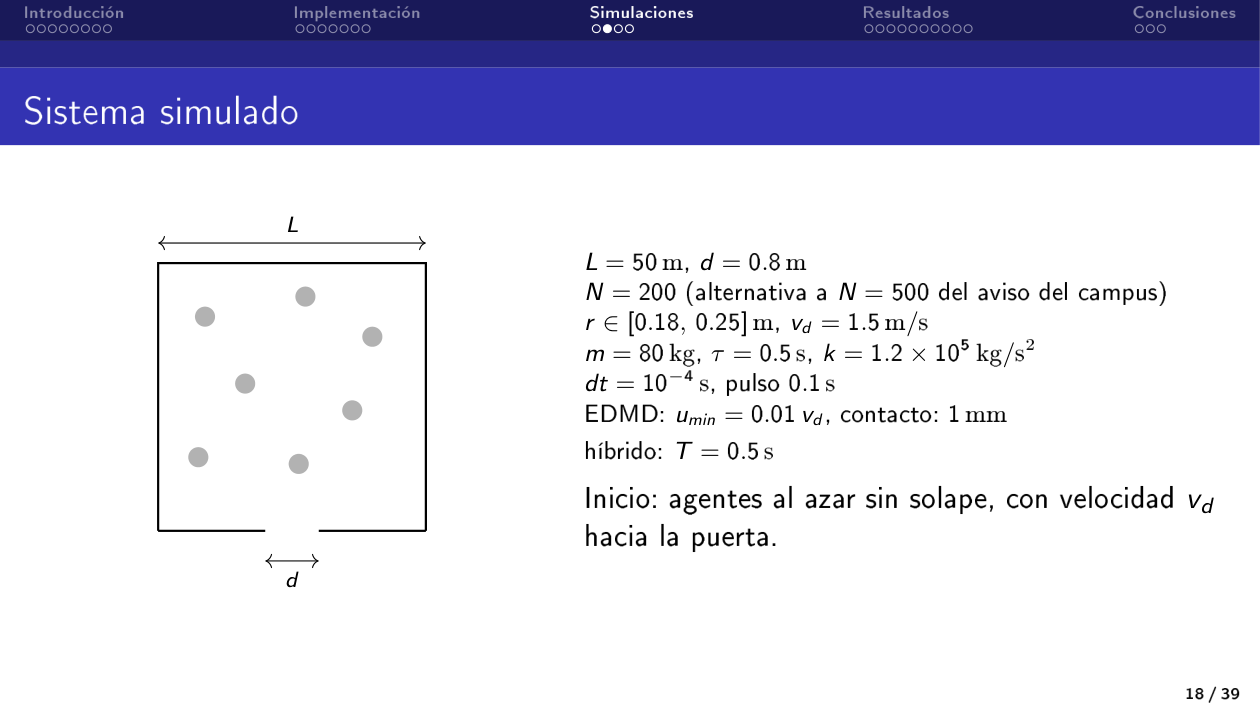 Introducción Implementación Simulaciones Resultados Conclusiones
Sistema simulado
L
d
L = 50 m, d = 0.8 m
N = 200 (alternativa a N = 500 del aviso del campus)
r ∈ [0.18, 0.25] m, v_d = 1.5 m/s
m = 80 kg, τ = 0.5 s, k = 1.2 × 10⁵ kg/s²
dt = 10⁻⁴ s, pulso 0.1 s
EDMD: u_min = 0.01 v_d, contacto: 1 mm
híbrido: T = 0.5 s
Inicio: agentes al azar sin solape, con velocidad v_d
hacia la puerta.
18 / 39